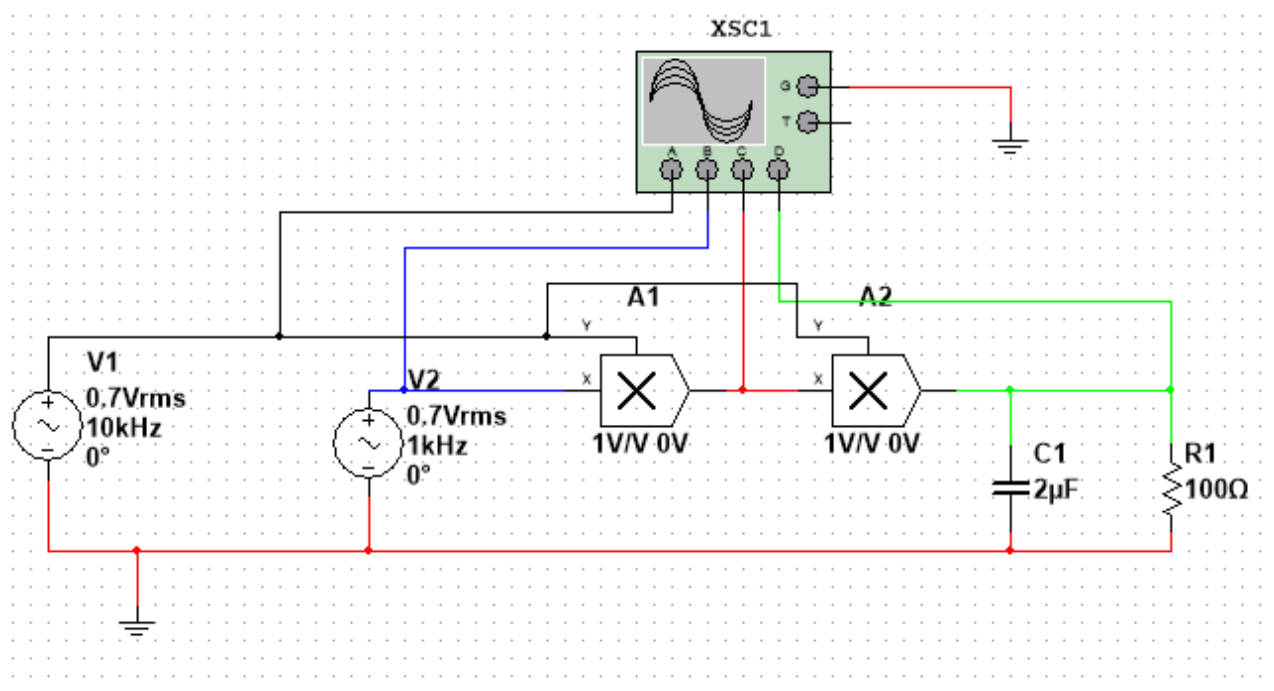 XSC1
G
T
A B C D
A1
A2
Y
Y
V1
0.7Vrms
10kHz
0°
V2
0.7Vrms
1kHz
0°
X
X
1V/V 0V
1V/V 0V
C1
2µF
R1
100Ω